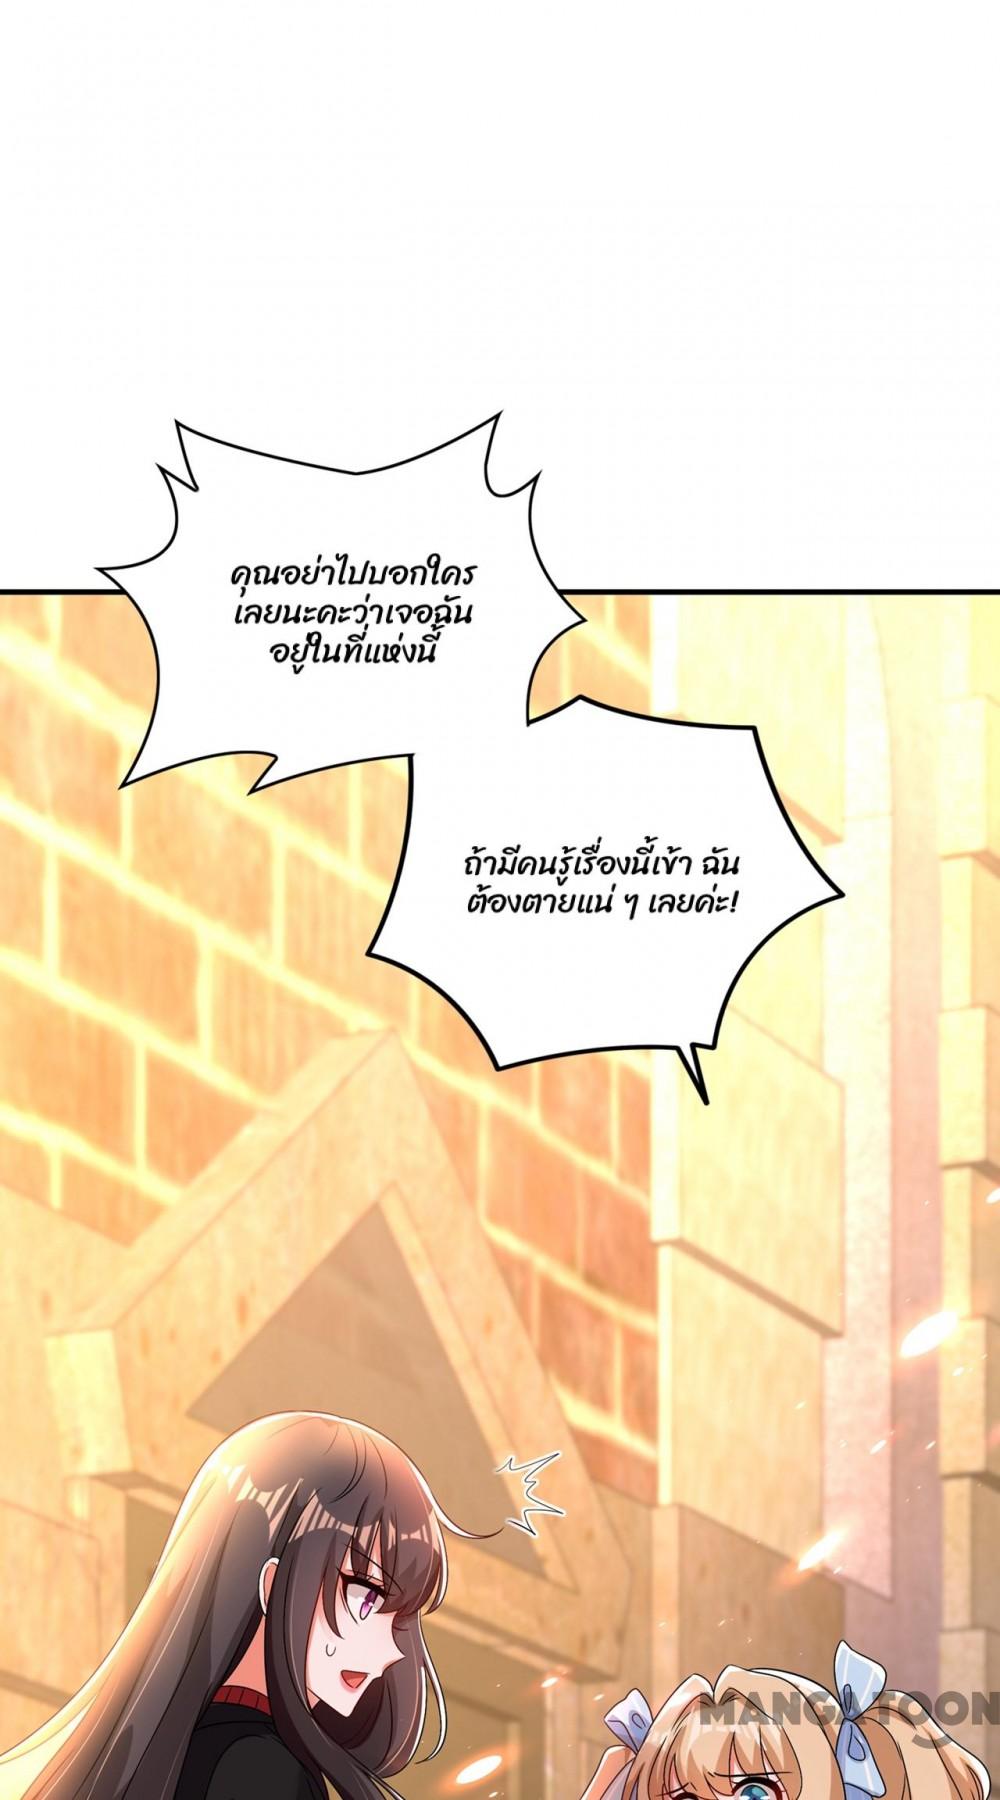 คุณอย่าไปบอกใคร
เลยนะคะว่าเจอฉัน
อยู่ในที่แห่งนี้
ถ้ามีคนรู้เรื่องนี้เข้า ฉัน
ต้องตายแน่ ๆ เลยค่ะ!
MANGATOON